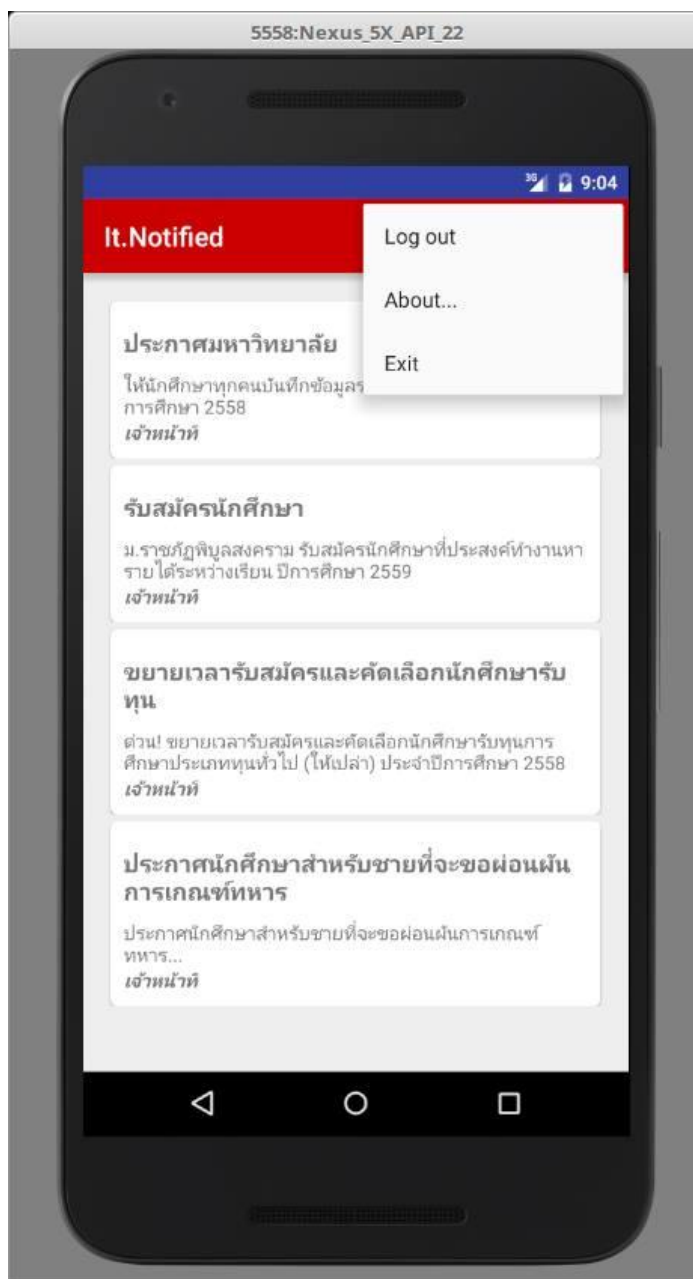 5558:Nexus_5X_API_22
3G 9:04
It.Notified
Log out
About...
Exit
ประกาศมหาวิทยาลัย
ให้นักศึกษาทุกคนบันทึกข้อมูล
การศึกษา 2558
เจ้าหน้าที่
รับสมัครนักศึกษา
ม.ราชภัฏพิบูลสงคราม รับสมัครนักศึกษาที่ประสงค์ทำงานหา
รายได้ระหว่างเรียน ปีการศึกษา 2559
เจ้าหน้าที่
ขยายเวลารับสมัครและคัดเลือกนักศึกษารับ
ทุน
ด่วน! ขยายเวลารับสมัครและคัดเลือกนักศึกษารับทุนการ
ศึกษาประเภททุนทั่วไป (ให้เปล่า) ประจำปีการศึกษา 2558
เจ้าหน้าที่
ประกาศนักศึกษาสำหรับชายที่จะขอผ่อนผัน
การเกณฑ์ทหาร
ประกาศนักศึกษาสำหรับชายที่จะขอผ่อนผันการเกณฑ์
ทหาร...
เจ้าหน้าที่